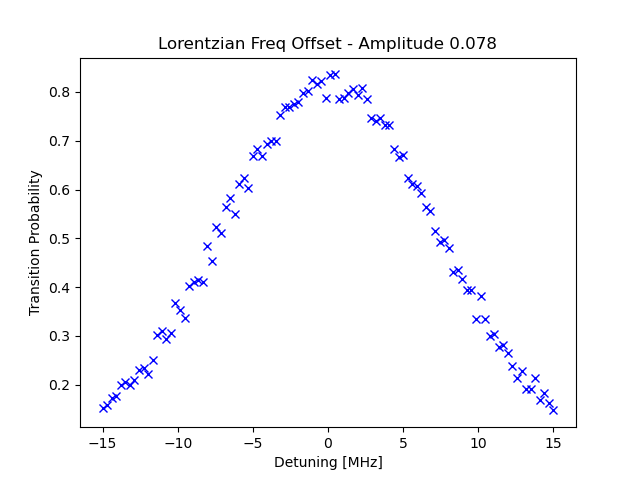 Lorentzian Freq Offset - Amplitude 0.078
Transition Probability
0.8
0.7
0.6
0.5
0.4
0.3
0.2
−15 −10 −5 0 5 10 15
Detuning [MHz]